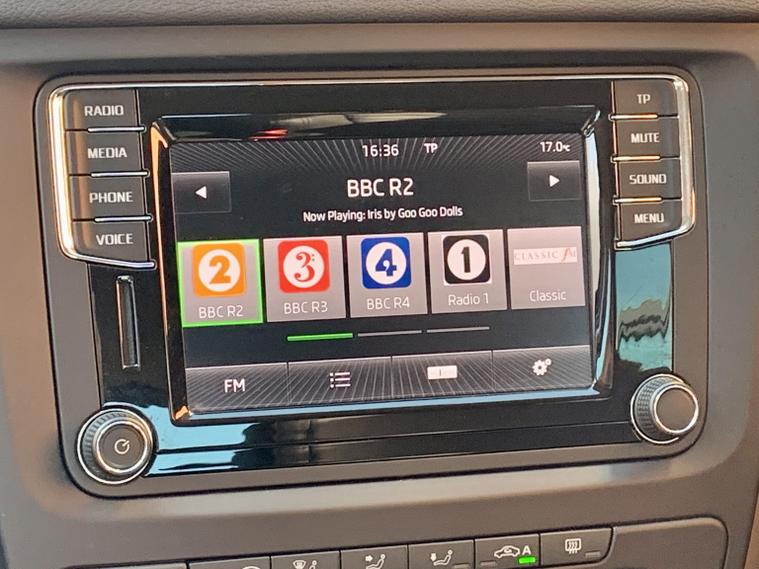 RADIO
MEDIA
PHONE
VOICE
TP
MUTE
SOUND
MENU
16:36 TP 17.0°C
BBC R2
Now Playing: Iris by Goo Goo Dolls
2 3 4 1 CLASSIC fM
BBC R2 BBC R3 BBC R4 Radio 1 Classic
FM
A